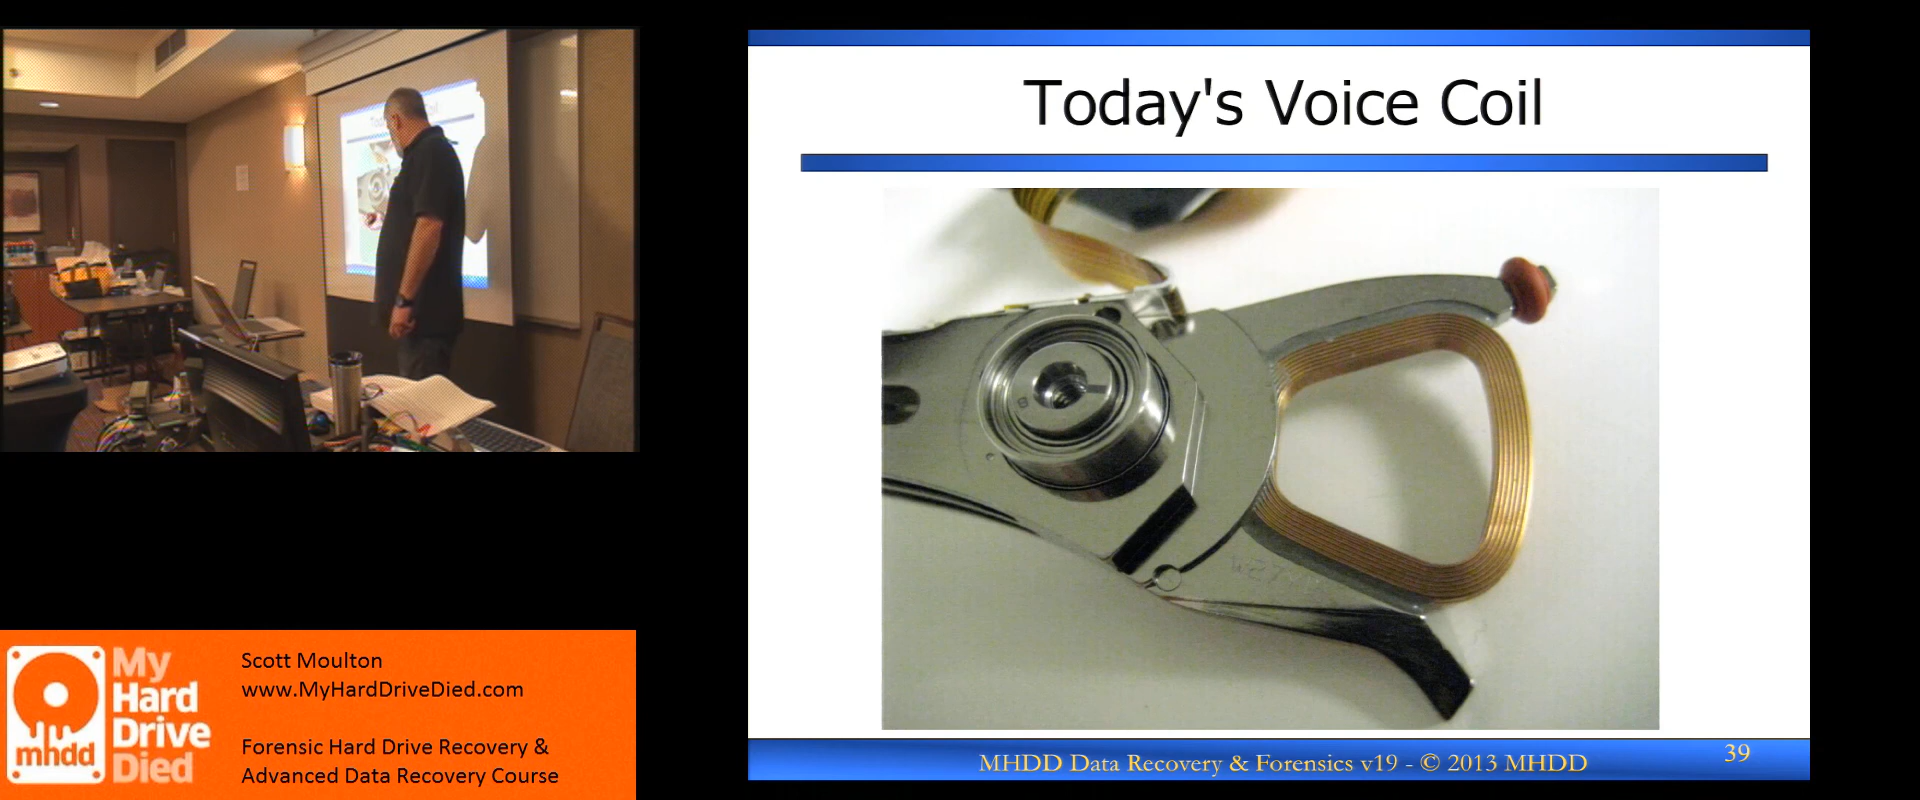 Today's Voice Coil
MHDD Data Recovery & Forensics v19 - © 2013 MHDD
39
My
Hard
Drive
Died
mhdd
Scott Moulton
www.MyHardDriveDied.com
Forensic Hard Drive Recovery &
Advanced Data Recovery Course